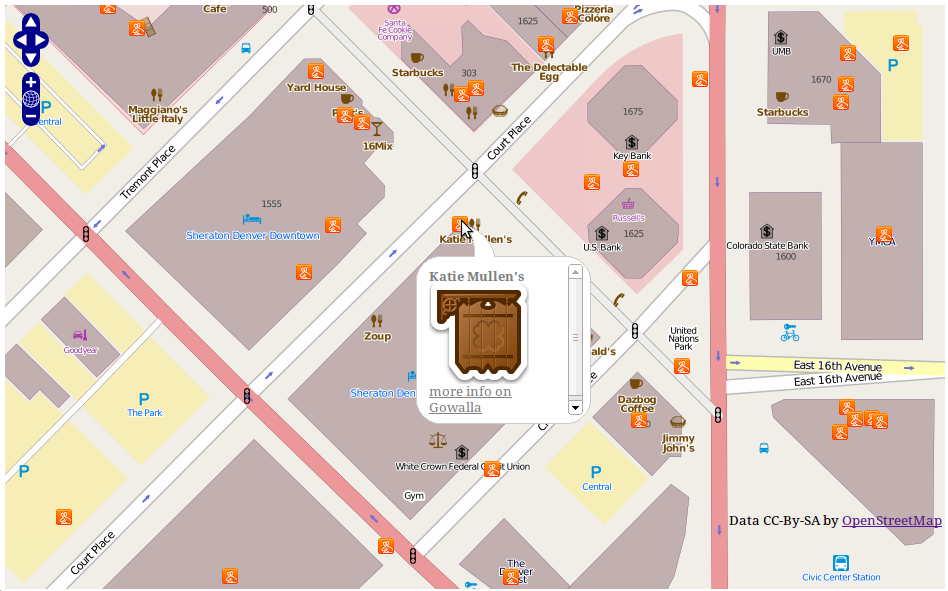 Cafe
500
Santa
Fe Cookie
Company
1625
Pizzeria
Colore
UMB
P
Starbucks
303
The Delectable
Egg
Yard House
1670
Starbucks
P
Maggiano's
Little Italy
16Mix
1675
Court Place
Key Bank
Tremont Place
1555
Sheraton Denver Downtown
Russell's
1625
U.S. Bank
Katie Mullen's
Colorado State Bank
1600
YMCA
Katie Mullen's
more info on
Gowalla
Zoup
Goodyear
United
Nations
Park
ald's
East 16th Avenue
East 16th Avenue
Sheraton Den
P
The Park
Dazbog
Coffee
Jimmy
John's
White Crown Federal Credit Union
Gym
P
P
Central
Data CC-By-SA by OpenStreetMap
Court Place
The
Civic Center Station